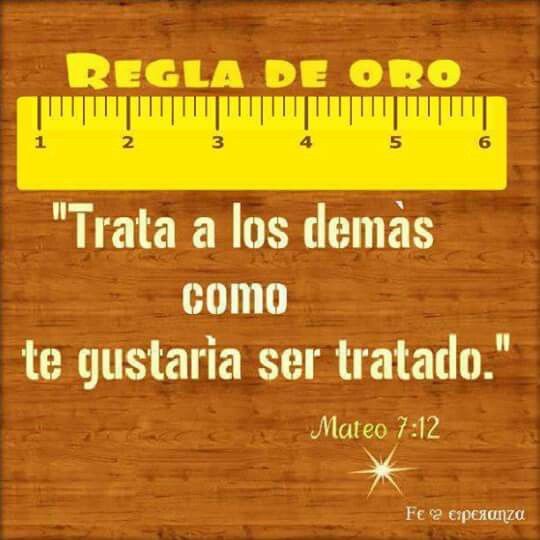 REGLA DE ORO
1 2 3 4 5 6
"Trata a los demàs
como
te gustarìa ser tratado."
Mateo 7:12
Fe & esperanza